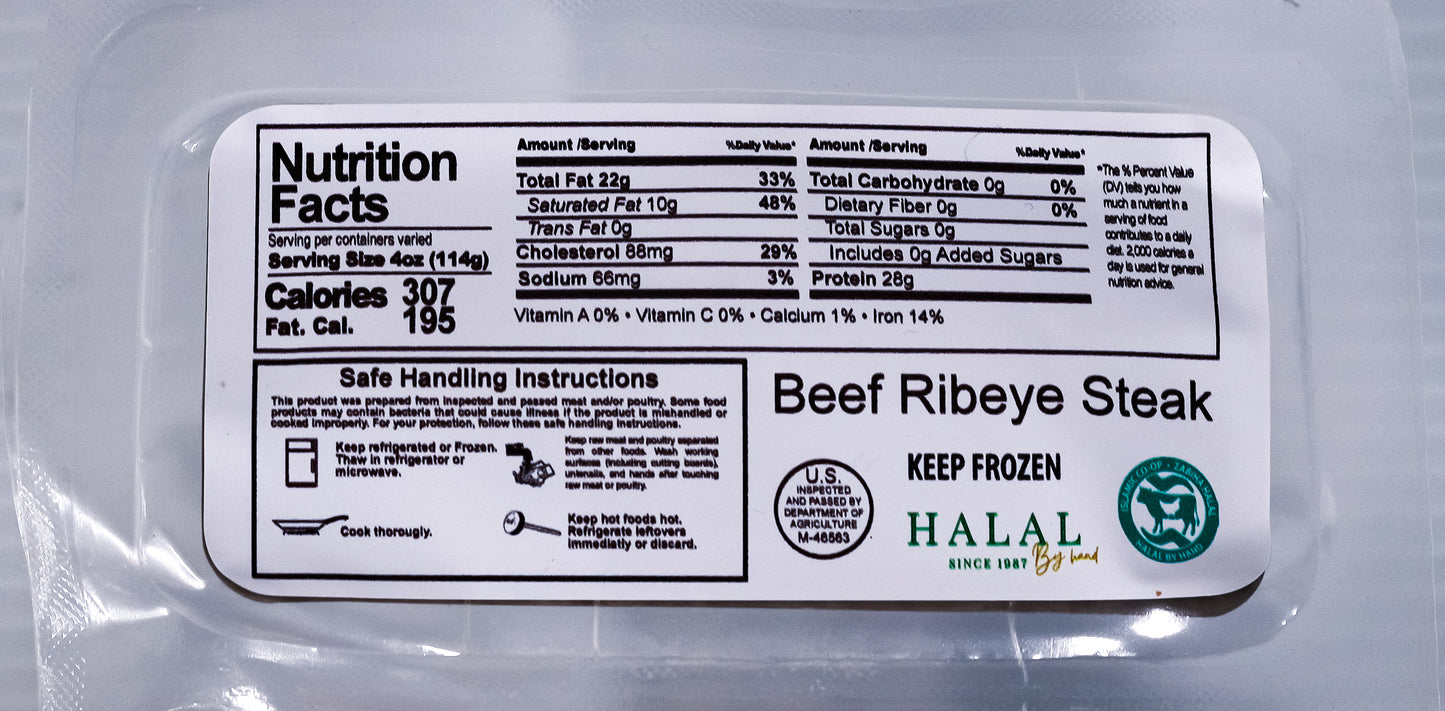 Nutrition
Facts
Serving per containers varied
Serving Size 4oz (114g)
Calories 307
Fat. Cal. 195
Amount /Serving %Daily Value*
Total Fat 22g 33%
Saturated Fat 10g 48%
Trans Fat 0g
Cholesterol 88mg 29%
Sodium 66mg 3%
Amount /Serving %Daily Value*
Total Carbohydrate 0g 0%
Dietary Fiber 0g 0%
Total Sugars 0g
Includes 0g Added Sugars
Protein 28g
Vitamin A 0% • Vitamin C 0% • Calcium 1% • Iron 14%
*The % Percent Value
(DV) tells you how
much a nutrient in a
serving of food
contributes to a daily
diet. 2,000 calories a
day is used for general
nutrition advice.
Safe Handling Instructions
This product was prepared from inspected and passed meat and/or poultry. Some food
products may contain bacteria that could cause illness if the product is mishandled or
cooked improperly. For your protection, follow these safe handling instructions.
Keep refrigerated or Frozen.
Thaw in refrigerator or
microwave.
Keep raw meat and poultry separated
from other foods. Wash working
surfaces (including cutting boards),
untensils, and hands after touching
raw meat or poultry.
Cook thorougly.
Keep hot foods hot.
Refrigerate leftovers
immediatly or discard.
Beef Ribeye Steak
U.S.
INSPECTED
AND PASSED BY
DEPARTMENT OF
AGRICULTURE
M-46563
KEEP FROZEN
HALAL
SINCE 1987 By hand
ISLAMIC CO-OP • ZABIHA HALAL
HALAL BY HAND